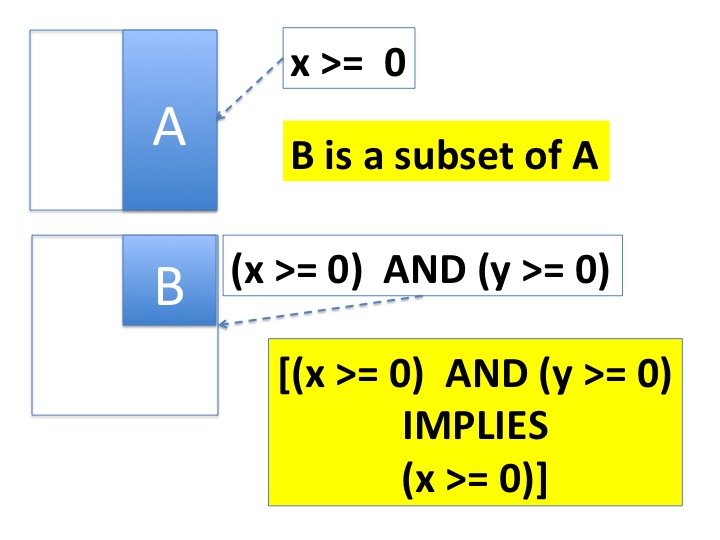 x >= 0
A
B is a subset of A
(x >= 0) AND (y >= 0)
B
[(x >= 0) AND (y >= 0)
IMPLIES
(x >= 0)]